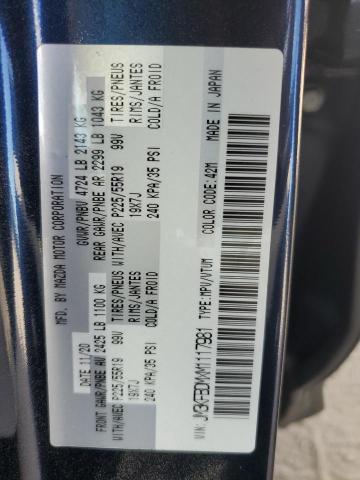 MFD. BY MAZDA MOTOR CORPORATION
DATE: 11/20 GVWR/PNBV 4724 LB 2143 KG
FRONT GAWR/PNBE AV 2425 LB 1100 KG REAR GAWR/PNBE AR 2299 LB 1043 KG
WITH/AVEC P225/55R19 99V TIRES/PNEUS WITH/AVEC P225/55R19 99V TIRES/PNEUS
19X7J RIMS/JANTES 19X7J RIMS/JANTES
240 KPA/35 PSI COLD/A FROID 240 KPA/35 PSI COLD/A FROID
COLOR CODE:42M MADE IN JAPAN
VIN: TYPE:MPV/VTUM